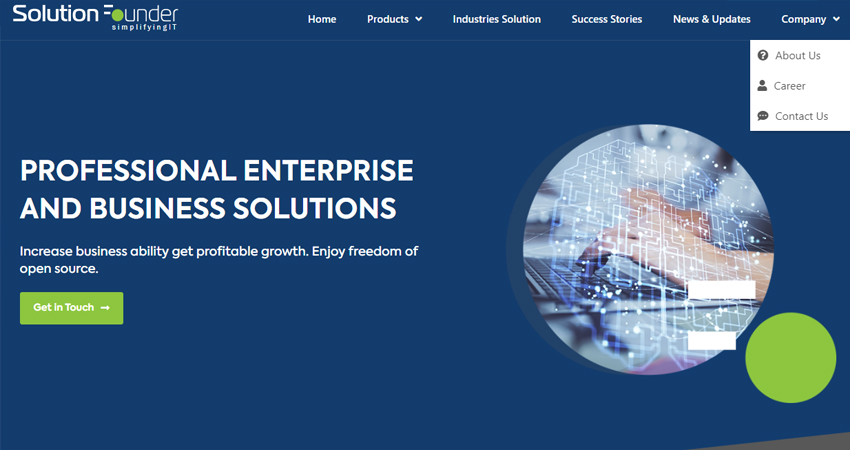 Solution Founder
simplifyingIT
Home Products Industries Solution Success Stories News & Updates Company
About Us
Career
Contact Us
PROFESSIONAL ENTERPRISE
AND BUSINESS SOLUTIONS
Increase business ability get profitable growth. Enjoy freedom of
open source.
Get In Touch →